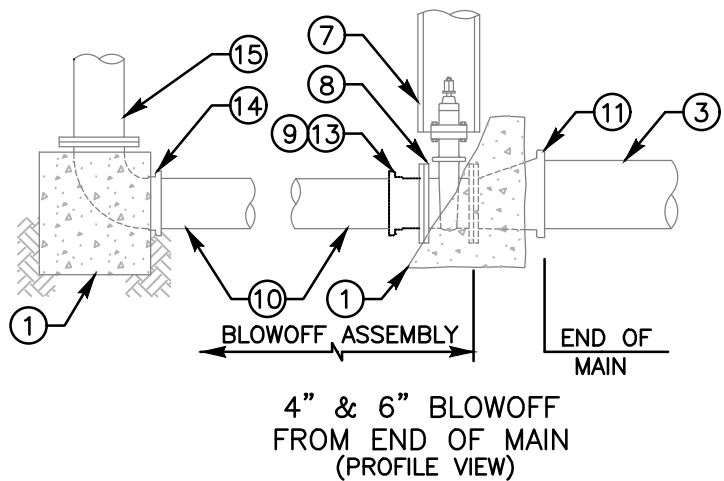 7
15
8
14
9 13
11
3
10
1
1
BLOWOFF ASSEMBLY
END OF
MAIN
4” & 6” BLOWOFF
FROM END OF MAIN
(PROFILE VIEW)